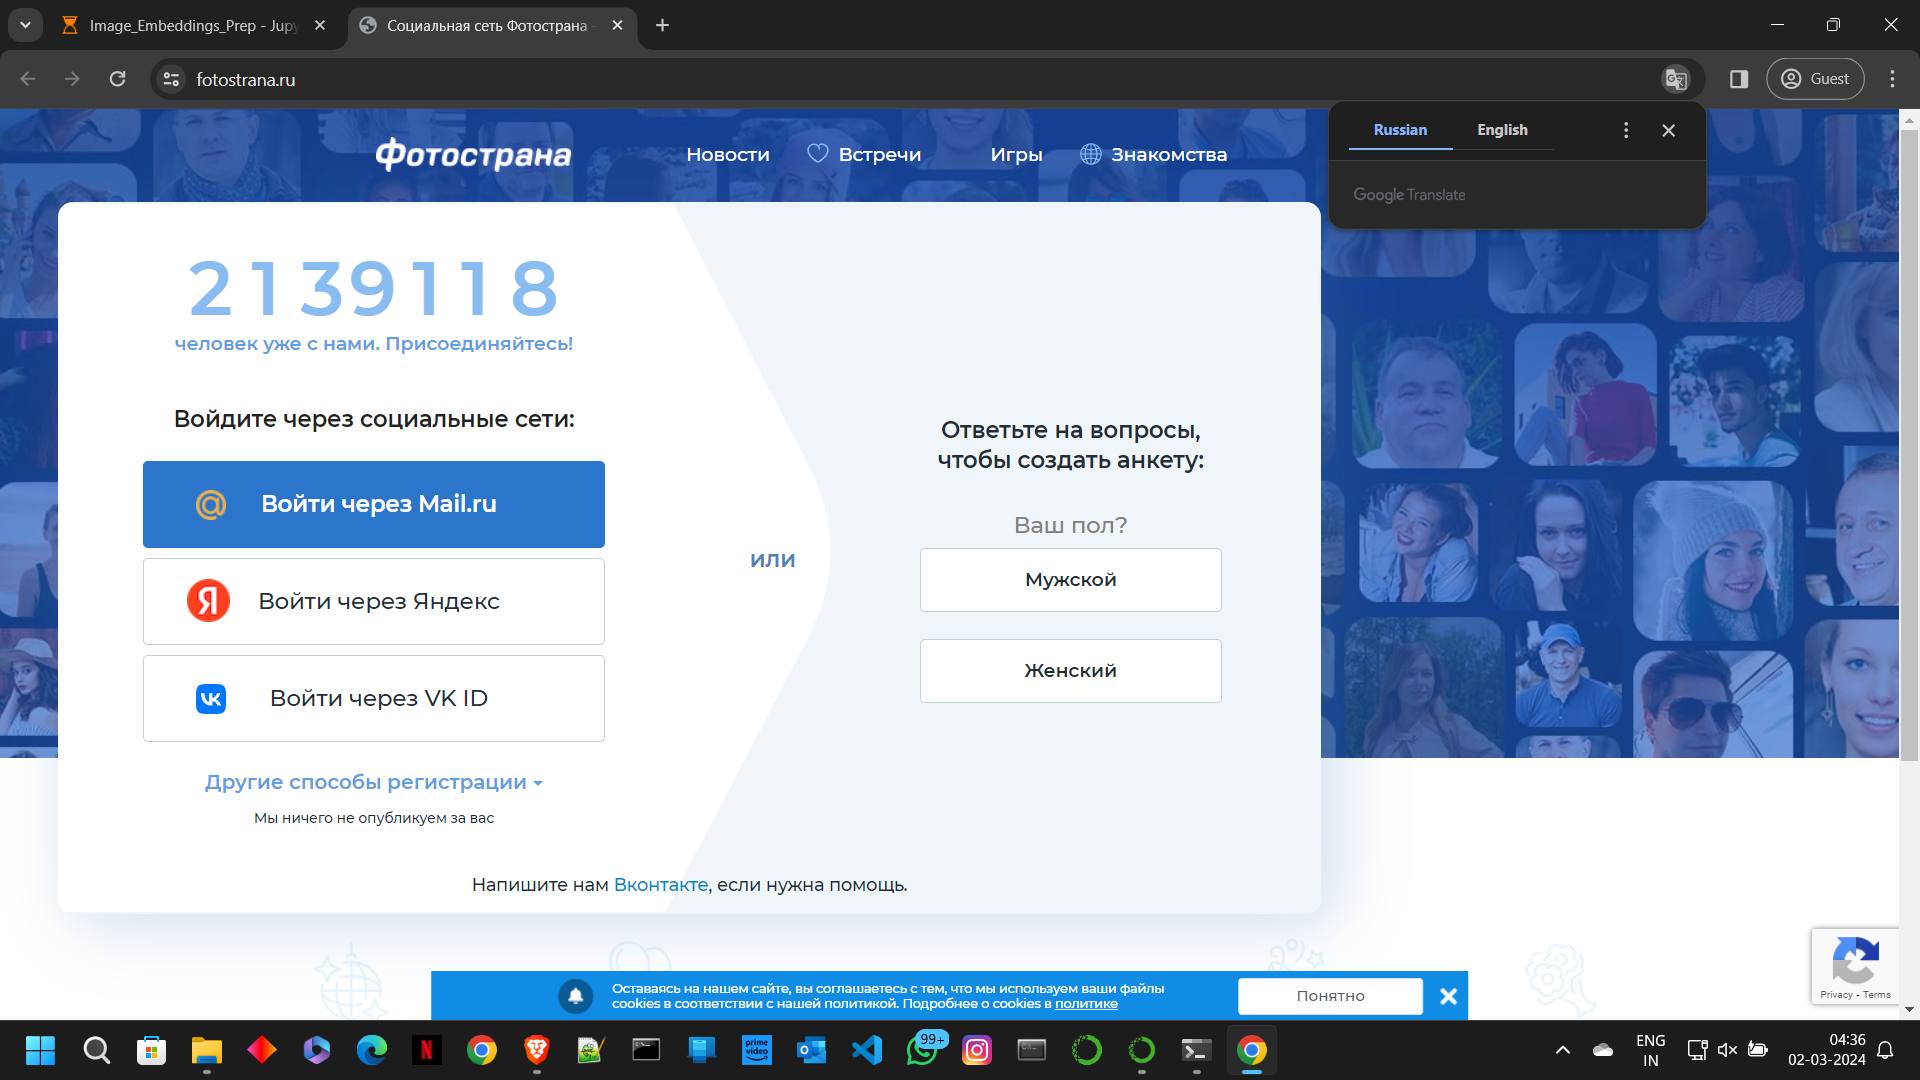 Image_Embeddings_Prep - Jupy
Социальная сеть Фотострана -
fotostrana.ru
Guest
Russian
English
Google Translate
Фотострана
Новости
Встречи
Игры
Знакомства
2139118
человек уже с нами. Присоединяйтесь!
Войдите через социальные сети:
@ Войти через Mail.ru
Я Войти через Яндекс
VK Войти через VK ID
Другие способы регистрации
Мы ничего не опубликуем за вас
или
Ответьте на вопросы,
чтобы создать анкету:
Ваш пол?
Мужской
Женский
Напишите нам Вконтакте, если нужна помощь.
Оставаясь на нашем сайте, вы соглашаетесь с тем, что мы используем ваши файлы
cookies в соответствии с нашей политикой. Подробнее о cookies в политике
Понятно
Privacy - Terms
prime
video
99+
ENG
IN
04:36
02-03-2024